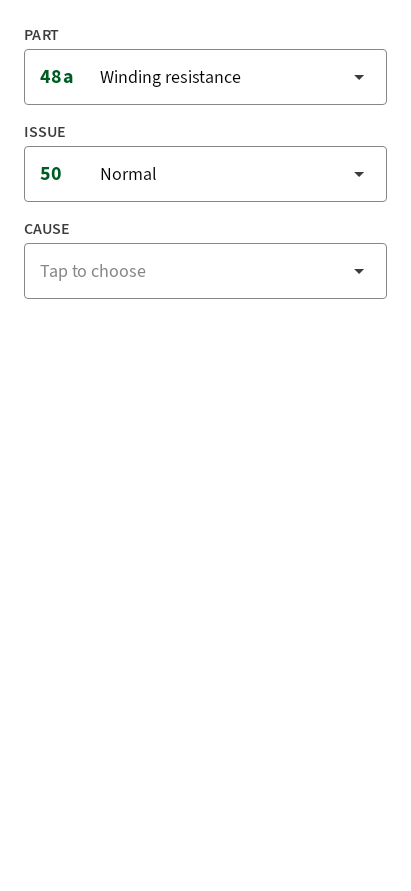 PART
48a Winding resistance
ISSUE
50 Normal
CAUSE
Tap to choose